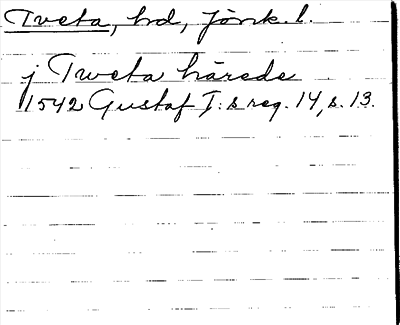 Tveta, hd, Jönk. l.
j Tweta härede
1542 Gustaf I:s reg. 14, s. 13.